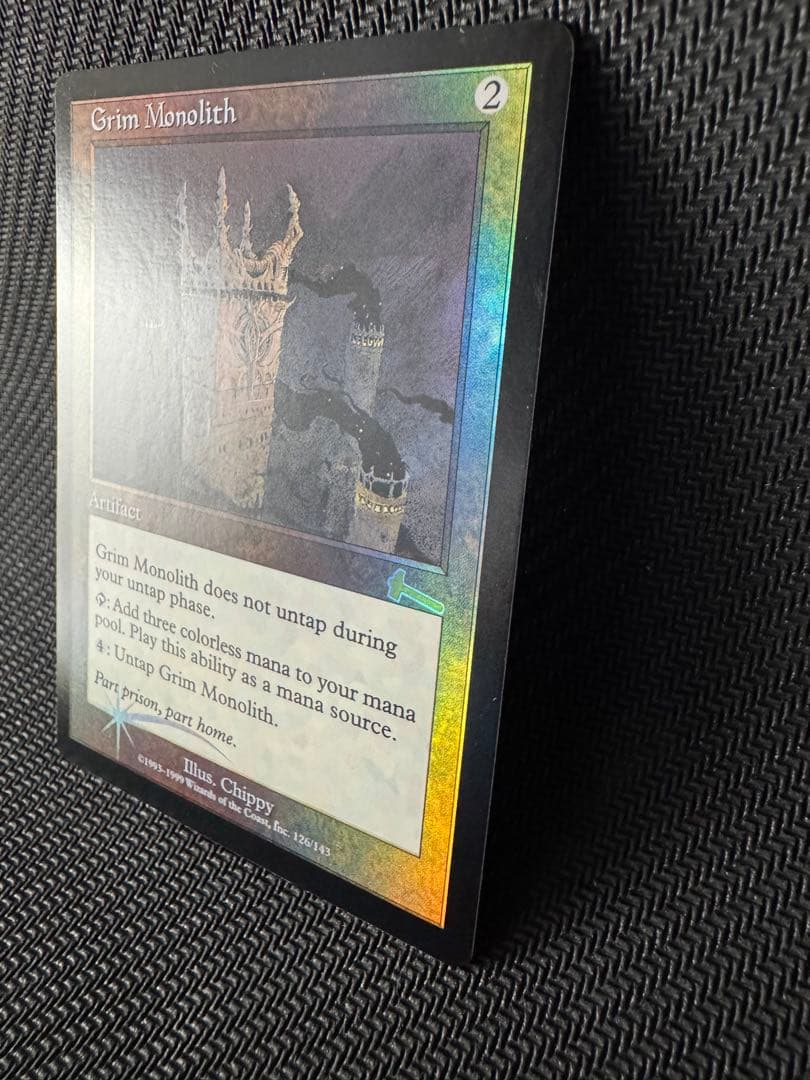 Grim Monolith
2
Artifact
Grim Monolith does not untap during
your untap phase.
: Add three colorless mana to your mana
pool. Play this ability as a mana source.
4: Untap Grim Monolith.
Part prison, part home.
Illus. Chippy
©1993-1999 Wizards of the Coast, Inc. 126/143